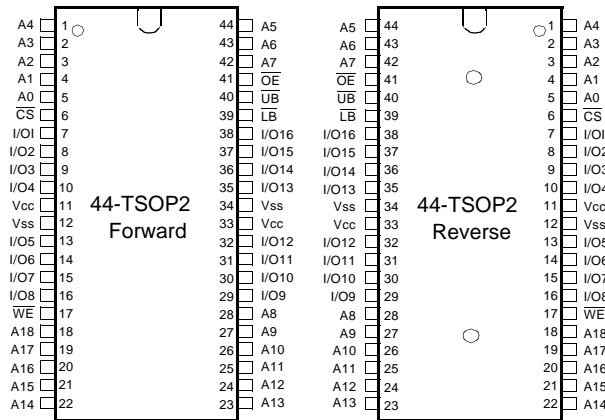 A4 1 44 A5 A5 44 1 A4
A3 2 43 A6 A6 43 2 A3
A2 3 42 A7 A7 42 3 A2
A1 4 41 OE OE 41 4 A1
A0 5 40 UB UB 40 5 A0
CS 6 39 LB LB 39 6 CS
I/OI 7 38 I/O16 I/O16 38 7 I/OI
I/O2 8 37 I/O15 I/O15 37 8 I/O2
I/O3 9 36 I/O14 I/O14 36 9 I/O3
I/O4 10 35 I/O13 I/O13 35 10 I/O4
Vcc 11 44-TSOP2 34 Vss Vss 34 44-TSOP2 11 Vcc
Vss 12 Forward 33 Vcc Vcc 33 Reverse 12 Vss
I/O5 13 32 I/O12 I/O12 32 13 I/O5
I/O6 14 31 I/O11 I/O11 31 14 I/O6
I/O7 15 30 I/O10 I/O10 30 15 I/O7
I/O8 16 29 I/O9 I/O9 29 16 I/O8
WE 17 28 A8 A8 28 17 WE
A18 18 27 A9 A9 27 18 A18
A17 19 26 A10 A10 26 19 A17
A16 20 25 A11 A11 25 20 A16
A15 21 24 A12 A12 24 21 A15
A14 22 23 A13 A13 23 22 A14